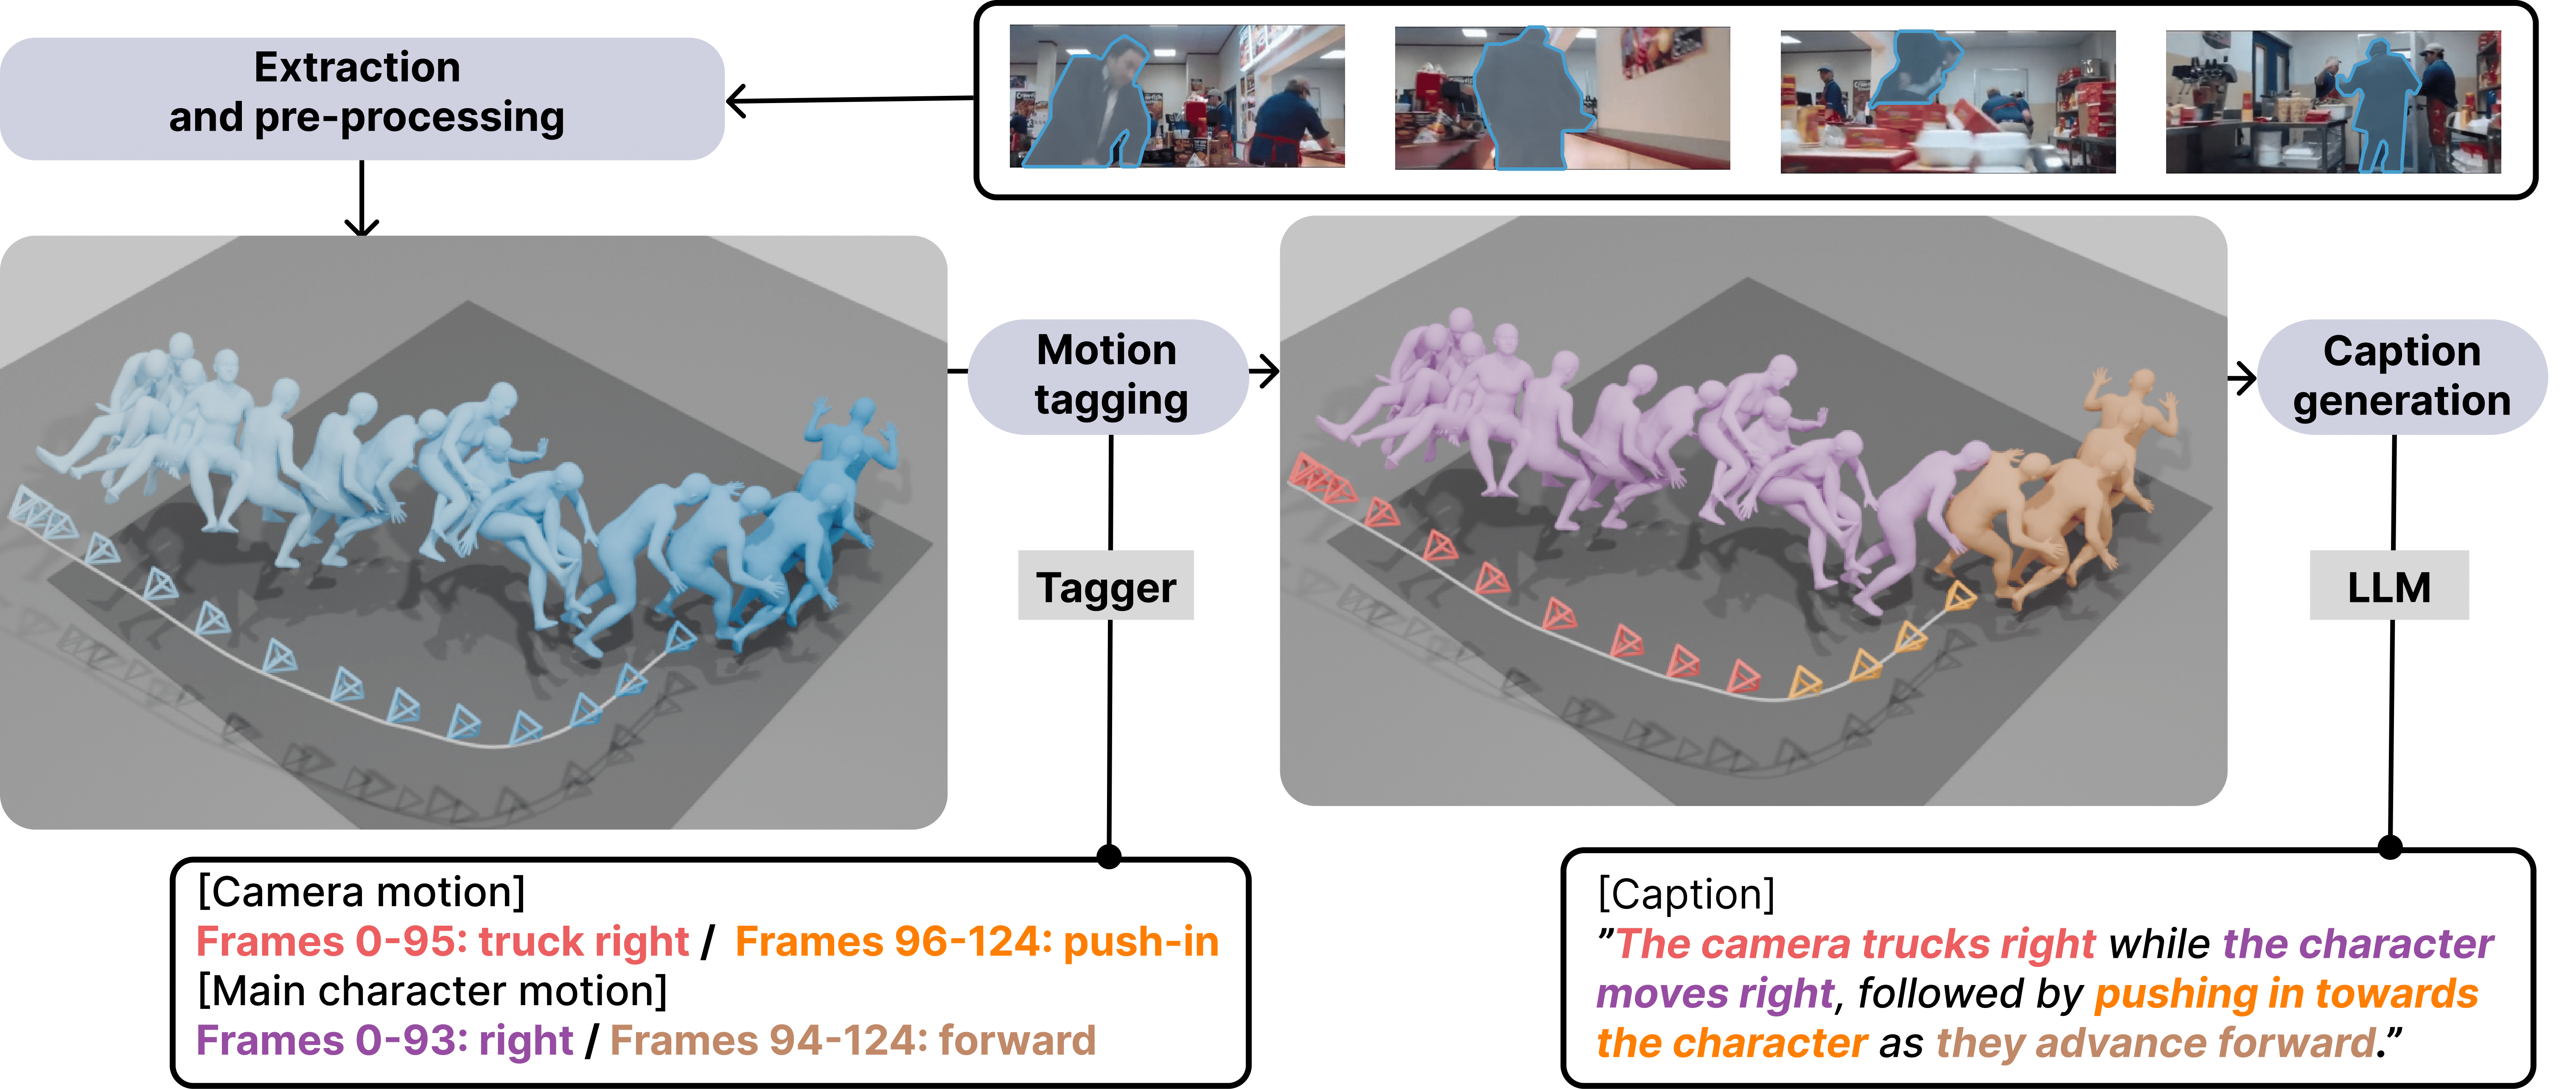 Extraction
and pre-processing
Motion
tagging
Caption
generation
Tagger
LLM
[Camera motion]
Frames 0-95: truck right / Frames 96-124: push-in
[Main character motion]
Frames 0-93: right / Frames 94-124: forward
[Caption]
”The camera trucks right while the character
moves right, followed by pushing in towards
the character as they advance forward.”